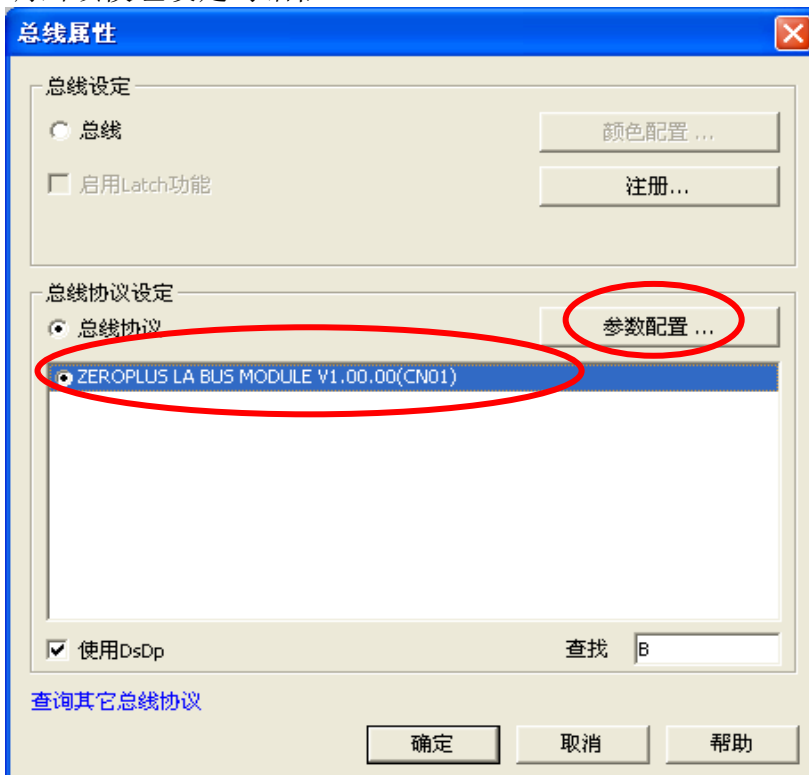 总线属性
总线设定
总线
颜色配置 ...
启用Latch功能
注册...
总线协议设定
总线协议
参数配置 ...
ZEROPLUS LA BUS MODULE V1.00.00(CN01)
使用DsDp
查找 B
查询其它总线协议
确定 取消 帮助